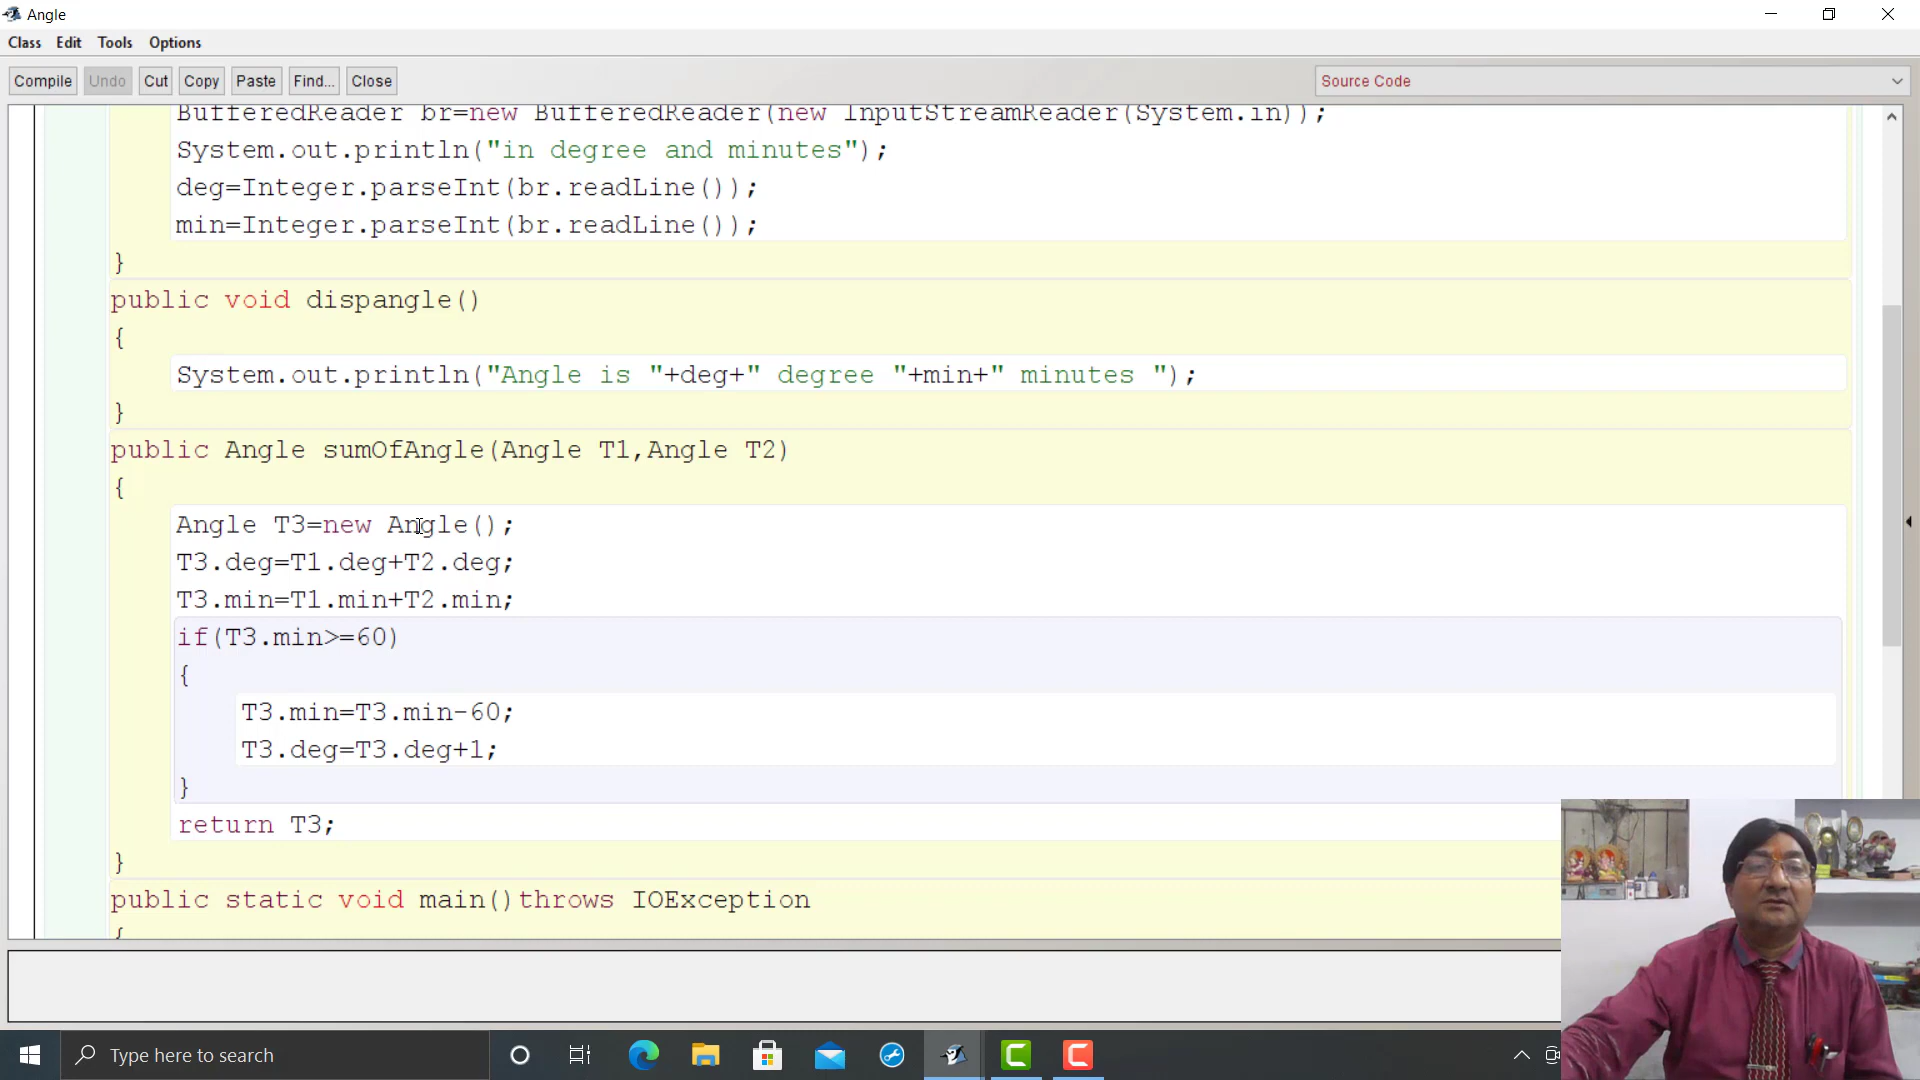 Angle
Class Edit Tools Options
Compile Undo Cut Copy Paste Find... Close Source Code
BufferedReader br=new BufferedReader(new InputStreamReader(System.in));
System.out.println("in degree and minutes");
deg=Integer.parseInt(br.readLine());
min=Integer.parseInt(br.readLine());
}
public void dispangle()
{
System.out.println("Angle is "+deg+" degree "+min+" minutes ");
}
public Angle sumOfAngle(Angle T1,Angle T2)
{
Angle T3=new Angle();
T3.deg=T1.deg+T2.deg;
T3.min=T1.min+T2.min;
if(T3.min>=60)
{
T3.min=T3.min-60;
T3.deg=T3.deg+1;
}
return T3;
}
public static void main()throws IOException
{
Type here to search